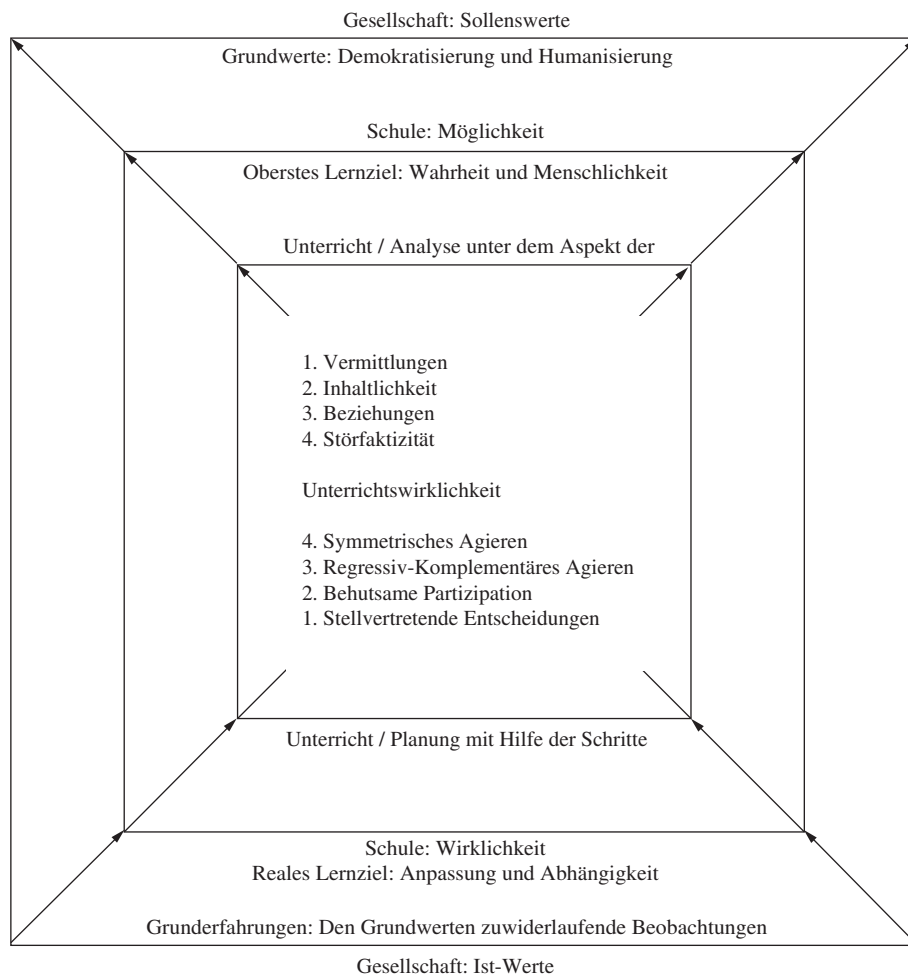 Gesellschaft: Sollenswerte
Grundwerte: Demokratisierung und Humanisierung
Schule: Möglichkeit
Oberstes Lernziel: Wahrheit und Menschlichkeit
Unterricht / Analyse unter dem Aspekt der
1. Vermittlungen
2. Inhaltlichkeit
3. Beziehungen
4. Störfaktizität
Unterrichtswirklichkeit
4. Symmetrisches Agieren
3. Regressiv-Komplementäres Agieren
2. Behutsame Partizipation
1. Stellvertretende Entscheidungen
Unterricht / Planung mit Hilfe der Schritte
Schule: Wirklichkeit
Reales Lernziel: Anpassung und Abhängigkeit
Grunderfahrungen: Den Grundwerten zuwiderlaufende Beobachtungen
Gesellschaft: Ist-Werte